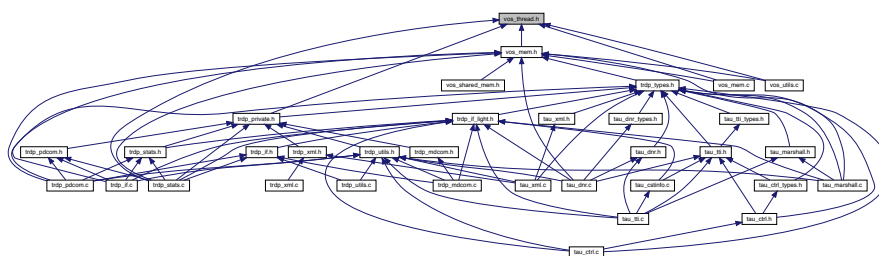 vos_thread.h
vos_mem.h
vos_shared_mem.h
trdp_types.h
vos_mem.c
vos_utils.c
trdp_private.h
trdp_if_light.h
tau_xml.h
tau_dnr_types.h
tau_tti_types.h
trdp_pdcom.h
trdp_stats.h
trdp_if.h
trdp_xml.h
trdp_utils.h
trdp_mdcom.h
tau_dnr.h
tau_tti.h
tau_marshall.h
trdp_pdcom.c
trdp_if.c
trdp_stats.c
trdp_xml.c
trdp_utils.c
trdp_mdcom.c
tau_xml.c
tau_dnr.c
tau_cstinfo.c
tau_ctrl_types.h
tau_marshall.c
tau_tti.c
tau_ctrl.h
tau_ctrl.c